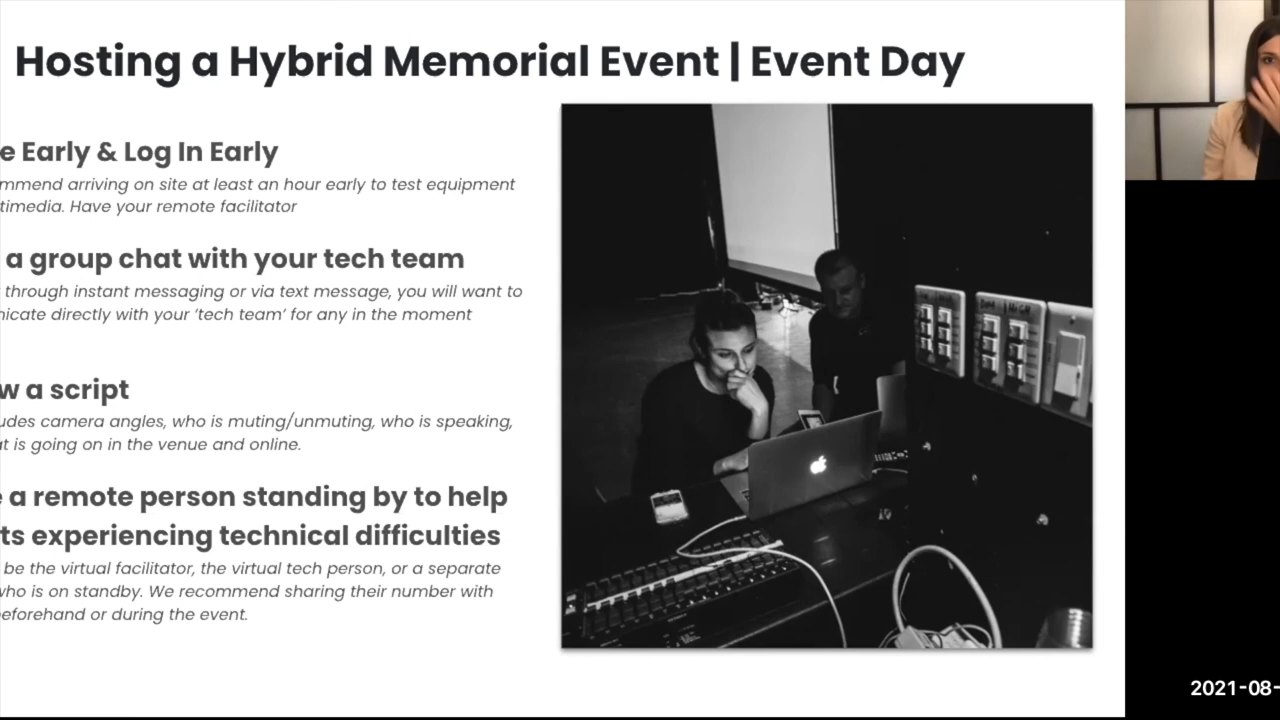 Hosting a Hybrid Memorial Event | Event Day
e Early & Log In Early
mmend arriving on site at least an hour early to test equipment
timedia. Have your remote facilitator
a group chat with your tech team
through instant messaging or via text message, you will want to
nicate directly with your 'tech team' for any in the moment
w a script
udes camera angles, who is muting/unmuting, who is speaking,
at is going on in the venue and online.
e a remote person standing by to help
ts experiencing technical difficulties
be the virtual facilitator, the virtual tech person, or a separate
who is on standby. We recommend sharing their number with
eforehand or during the event.
2021-08-